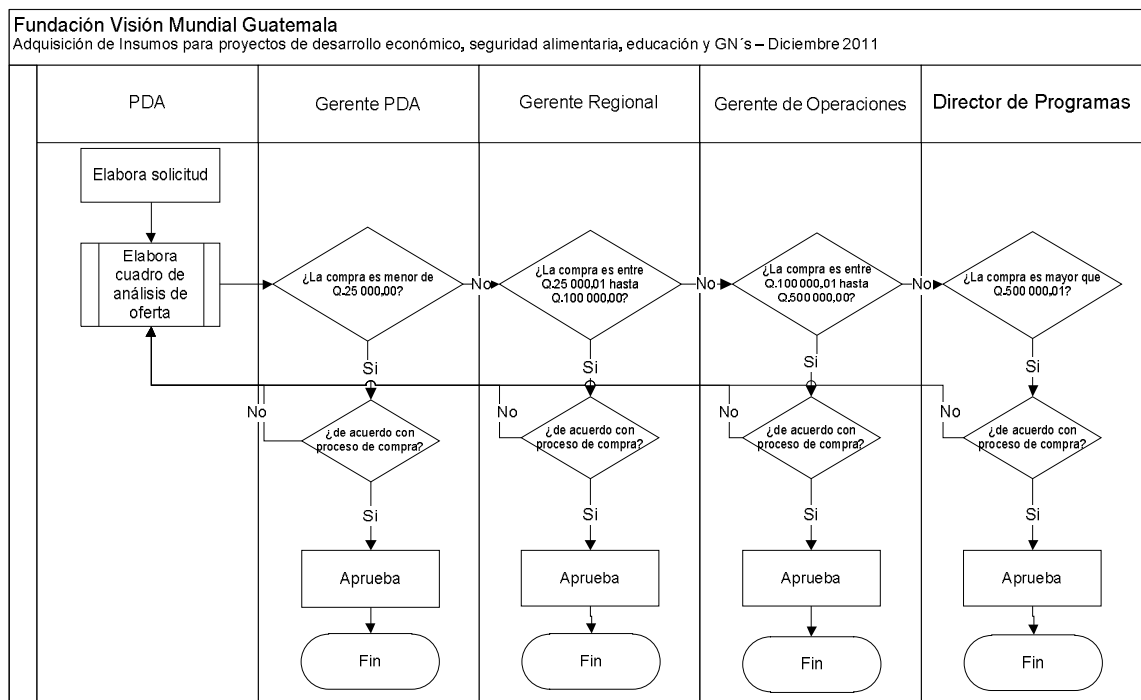 Fundación Visión Mundial Guatemala
Adquisición de Insumos para proyectos de desarrollo económico, seguridad alimentaria, educación y GN´s – Diciembre 2011
PDA
Gerente PDA
Gerente Regional
Gerente de Operaciones
Director de Programas
Elabora solicitud
Elabora
cuadro de
análisis de
oferta
¿La compra es menor de
Q.25 000.00?
No
¿La compra es entre
Q.25 000.01 hasta
Q.100 000.00?
No
¿La compra es entre
Q.100 000.01 hasta
Q.500 000.00?
No
¿La compra es mayor que
Q.500 000.01?
Si
Si
Si
Si
No
¿de acuerdo con
proceso de compra?
No
¿de acuerdo con
proceso de compra?
No
¿de acuerdo con
proceso de compra?
No
¿de acuerdo con
proceso de compra?
Si
Si
Si
Si
Aprueba
Aprueba
Aprueba
Aprueba
Fin
Fin
Fin
Fin